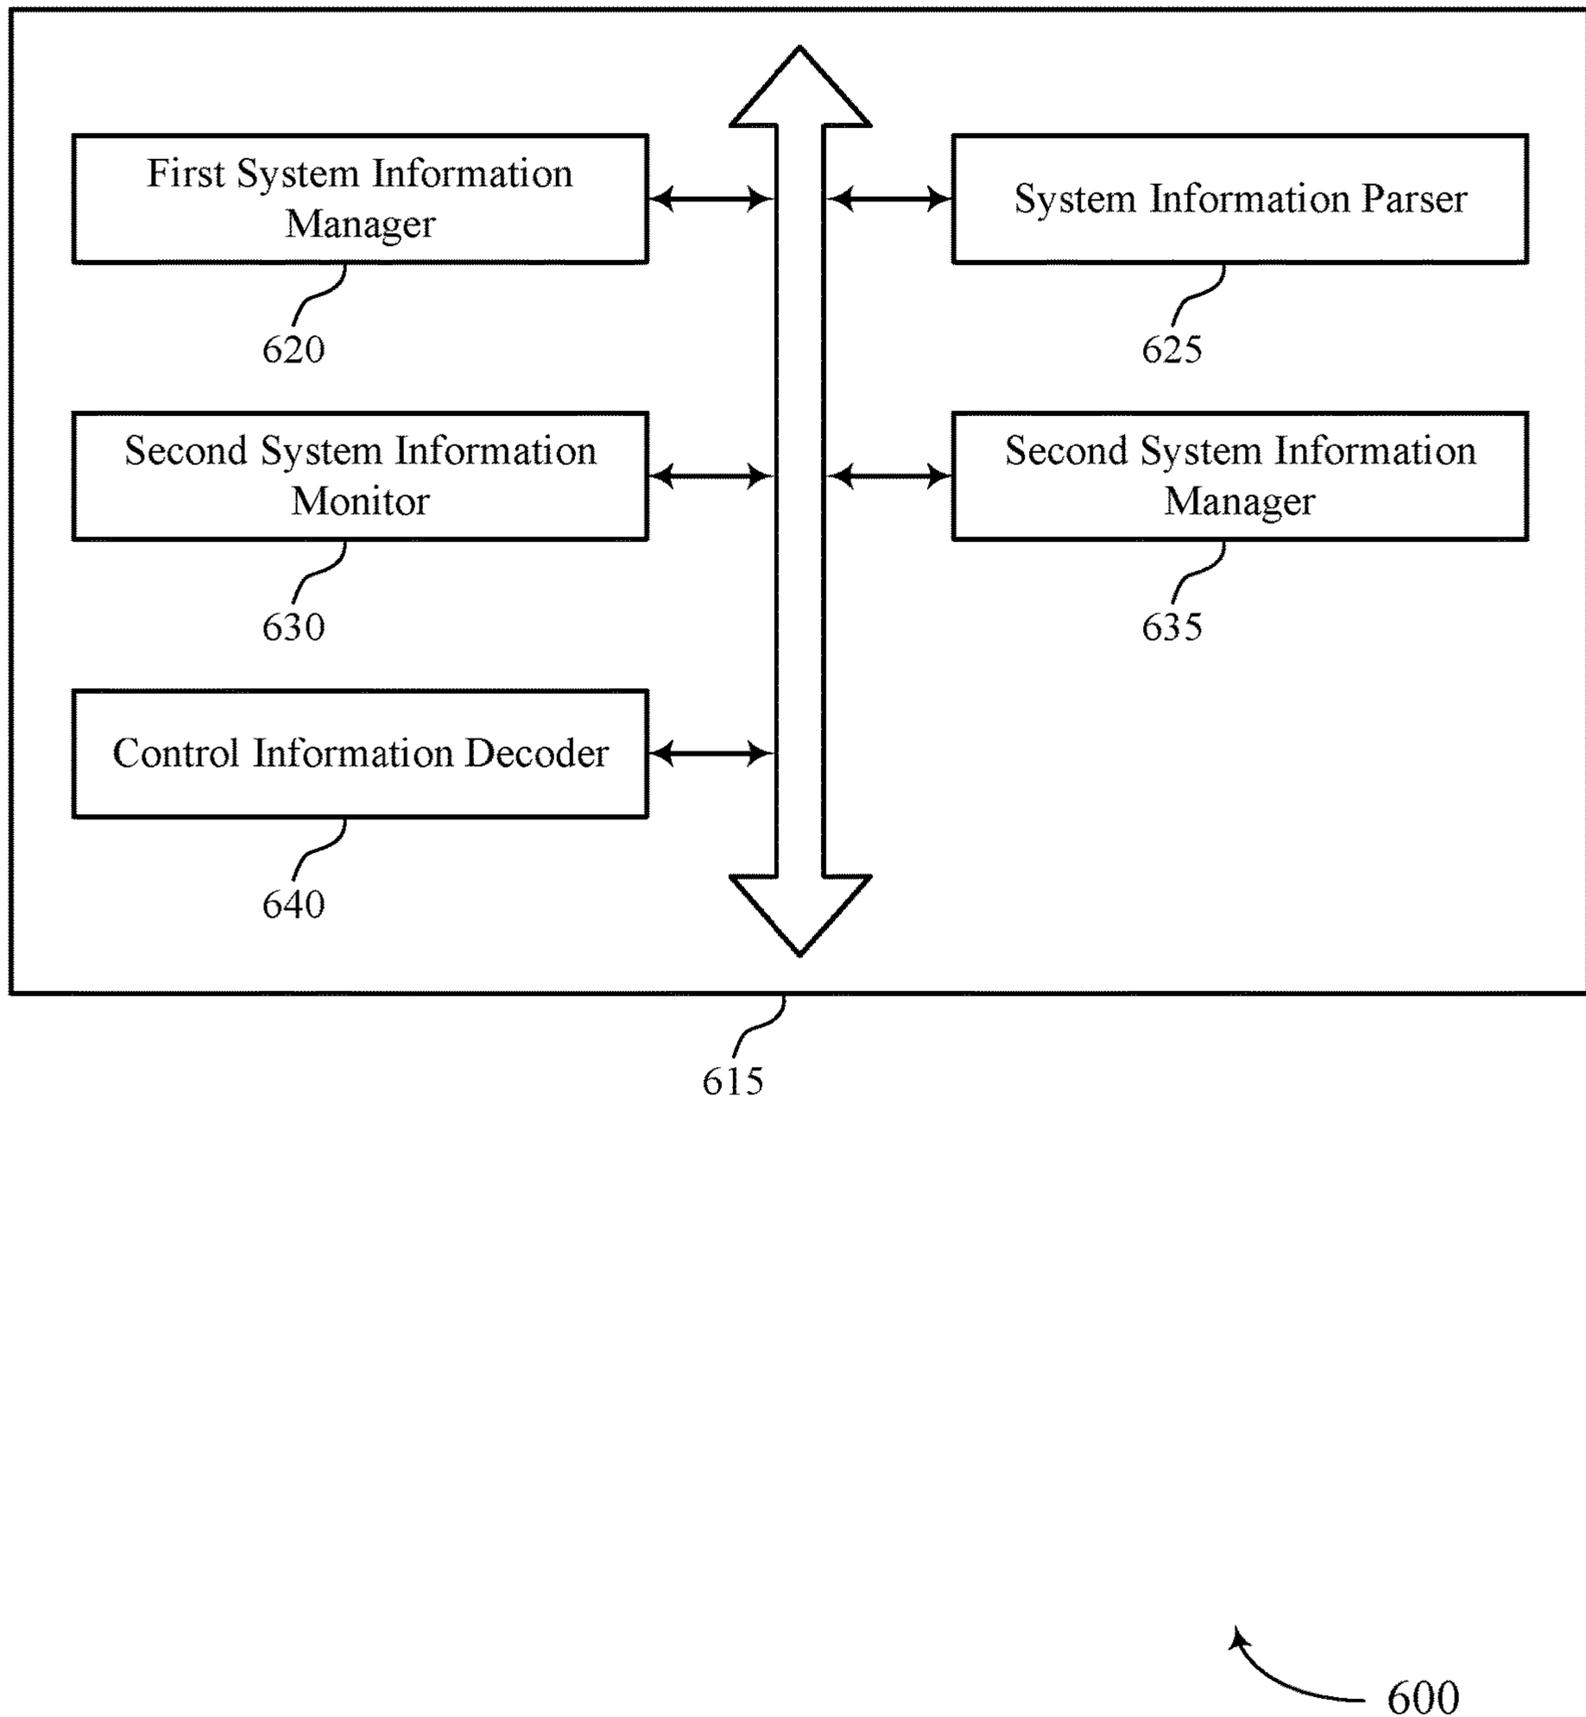 First System Information
Manager
620
System Information Parser
625
Second System Information
Monitor
630
Second System Information
Manager
635
Control Information Decoder
640
615
600